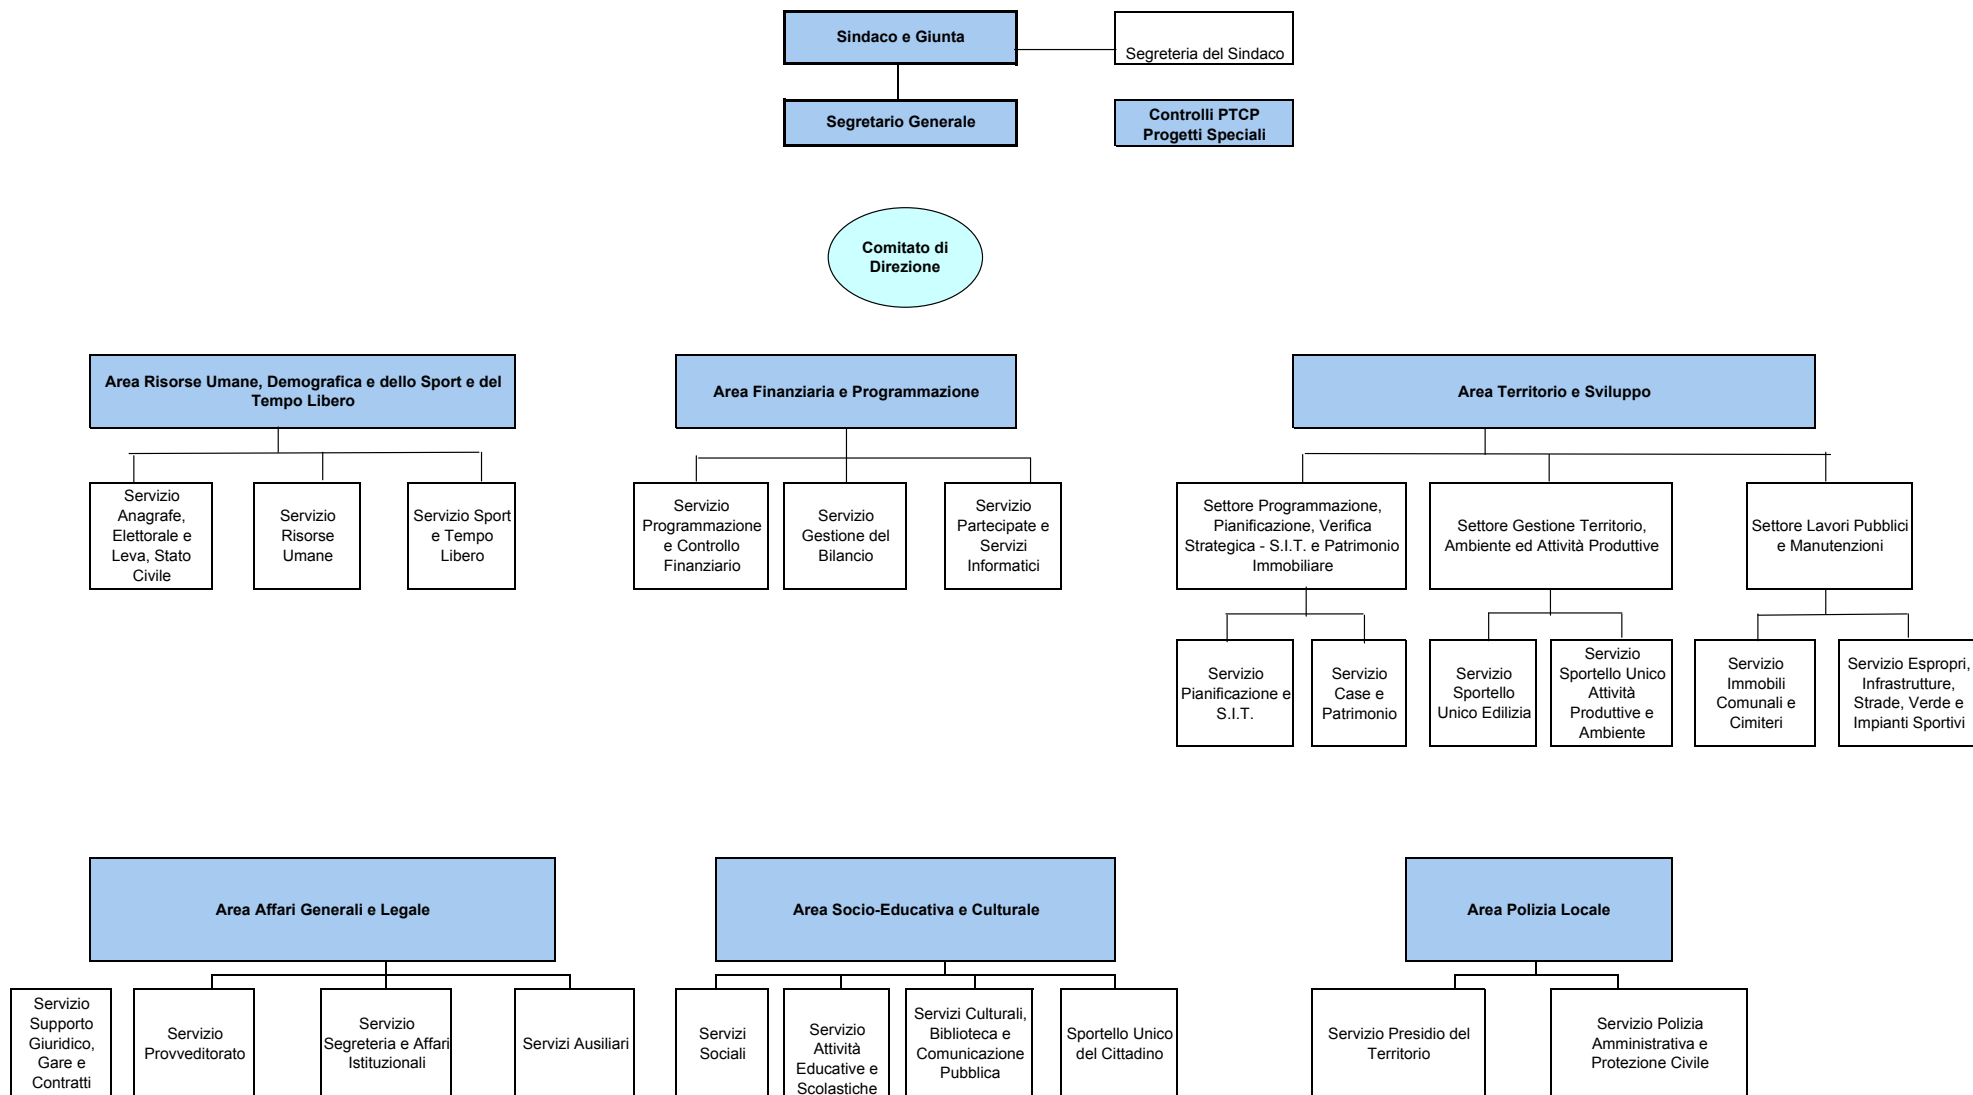 Sindaco e Giunta
Segreteria del Sindaco
Segretario Generale
Controlli PTCP
Progetti Speciali
Comitato di
Direzione
Area Risorse Umane, Demografica e dello Sport e del
Tempo Libero
Area Finanziaria e Programmazione
Area Territorio e Sviluppo
Servizio
Anagrafe,
Elettorale e
Leva, Stato
Civile
Servizio
Risorse
Umane
Servizio Sport
e Tempo
Libero
Servizio
Programmazione
e Controllo
Finanziario
Servizio
Gestione del
Bilancio
Servizio
Partecipate e
Servizi
Informatici
Settore Programmazione,
Pianificazione, Verifica
Strategica - S.I.T. e Patrimonio
Immobiliare
Settore Gestione Territorio,
Ambiente ed Attività Produttive
Settore Lavori Pubblici
e Manutenzioni
Servizio
Pianificazione e
S.I.T.
Servizio
Case e
Patrimonio
Servizio
Sportello
Unico Edilizia
Servizio
Sportello Unico
Attività
Produttive e
Ambiente
Servizio
Immobili
Comunali e
Cimiteri
Servizio Espropri,
Infrastrutture,
Strade, Verde e
Impianti Sportivi
Area Affari Generali e Legale
Area Socio-Educativa e Culturale
Area Polizia Locale
Servizio
Supporto
Giuridico,
Gare e
Contratti
Servizio
Provveditorato
Servizio
Segreteria e Affari
Istituzionali
Servizi Ausiliari
Servizi
Sociali
Servizio
Attività
Educative e
Scolastiche
Servizi Culturali,
Biblioteca e
Comunicazione
Pubblica
Sportello Unico
del Cittadino
Servizio Presidio del
Territorio
Servizio Polizia
Amministrativa e
Protezione Civile